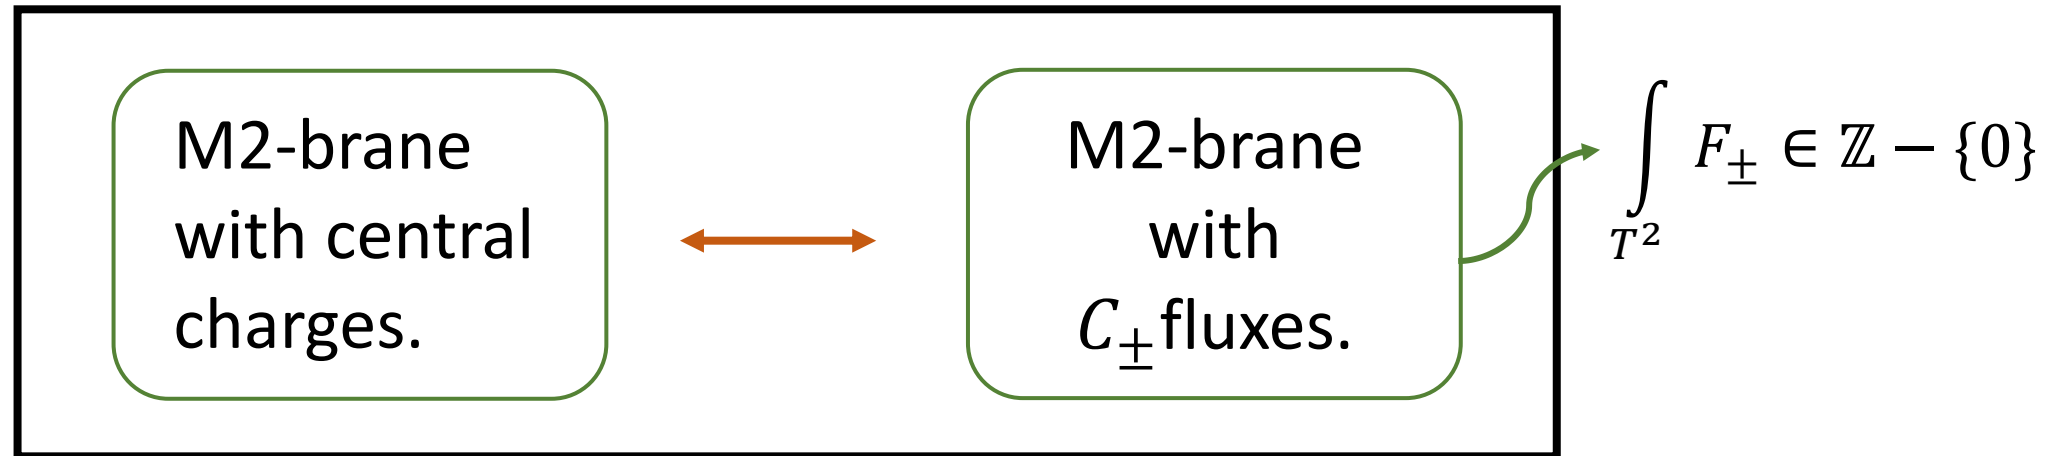 M2-brane
with central
charges.
M2-brane
with
C± fluxes.
∫_{T²} F± ∈ ℤ − {0}